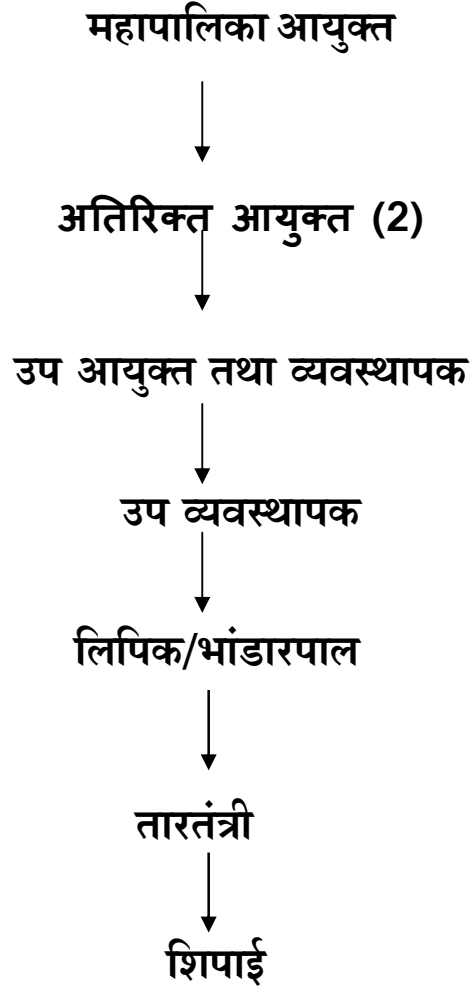 महापालिका आयुक्त
अतिरिक्त आयुक्त (2)
उप आयुक्त तथा व्यवस्थापक
उप व्यवस्थापक
लिपिक/भांडारपाल
तारतंत्री
शिपाई